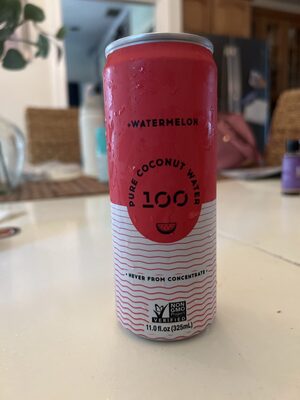 +WATERMELON
PURE COCONUT WATER
100
• NEVER FROM CONCENTRATE •
NON
GMO
Project
VERIFIED
11.0 fl.oz (325mL)